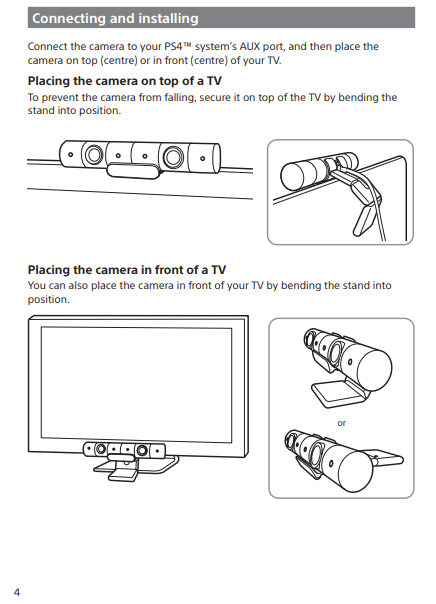 Connecting and installing
Connect the camera to your PS4™ system's AUX port, and then place the
camera on top (centre) or in front (centre) of your TV.
Placing the camera on top of a TV
To prevent the camera from falling, secure it on top of the TV by bending the
stand into position.
Placing the camera in front of a TV
You can also place the camera in front of your TV by bending the stand into
position.
or
4